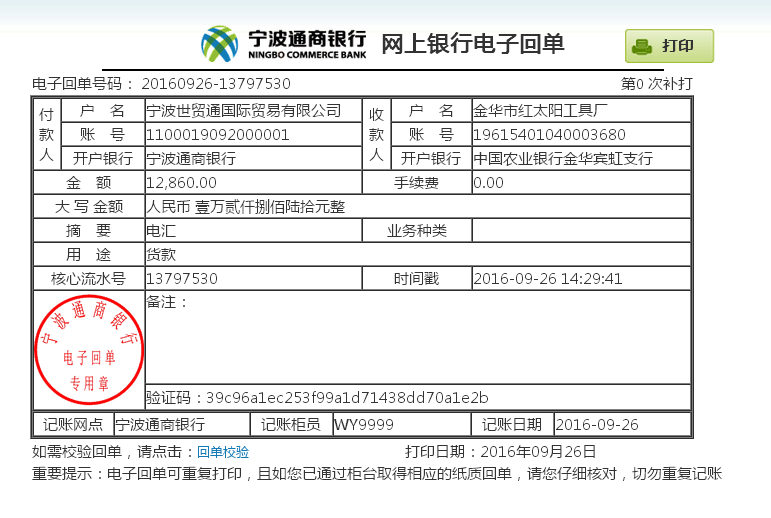 宁波通商银行 网上银行电子回单 打印
NINGBO COMMERCE BANK
电子回单号码： 20160926-13797530 第0 次补打
付款人 户 名 宁波世贸通国际贸易有限公司 收款人 户 名 金华市红太阳工具厂
账 号 1100019092000001 账 号 19615401040003680
开户银行 宁波通商银行 开户银行 中国农业银行金华宾虹支行
金 额 12,860.00 手续费 0.00
大 写 金额 人民币 壹万贰仟捌佰陆拾元整
摘 要 电汇 业务种类
用 途 货款
核心流水号 13797530 时间戳 2016-09-26 14:29:41
备注：
宁波通商银行
电子回单
专用章
验证码：39c96a1ec253f99a1d71438dd70a1e2b
记账网点 宁波通商银行 记账柜员 WY9999 记账日期 2016-09-26
如需校验回单，请点击：回单校验 打印日期：2016年09月26日
重要提示：电子回单可重复打印，且如您已通过柜台取得相应的纸质回单，请您仔细核对，切勿重复记账